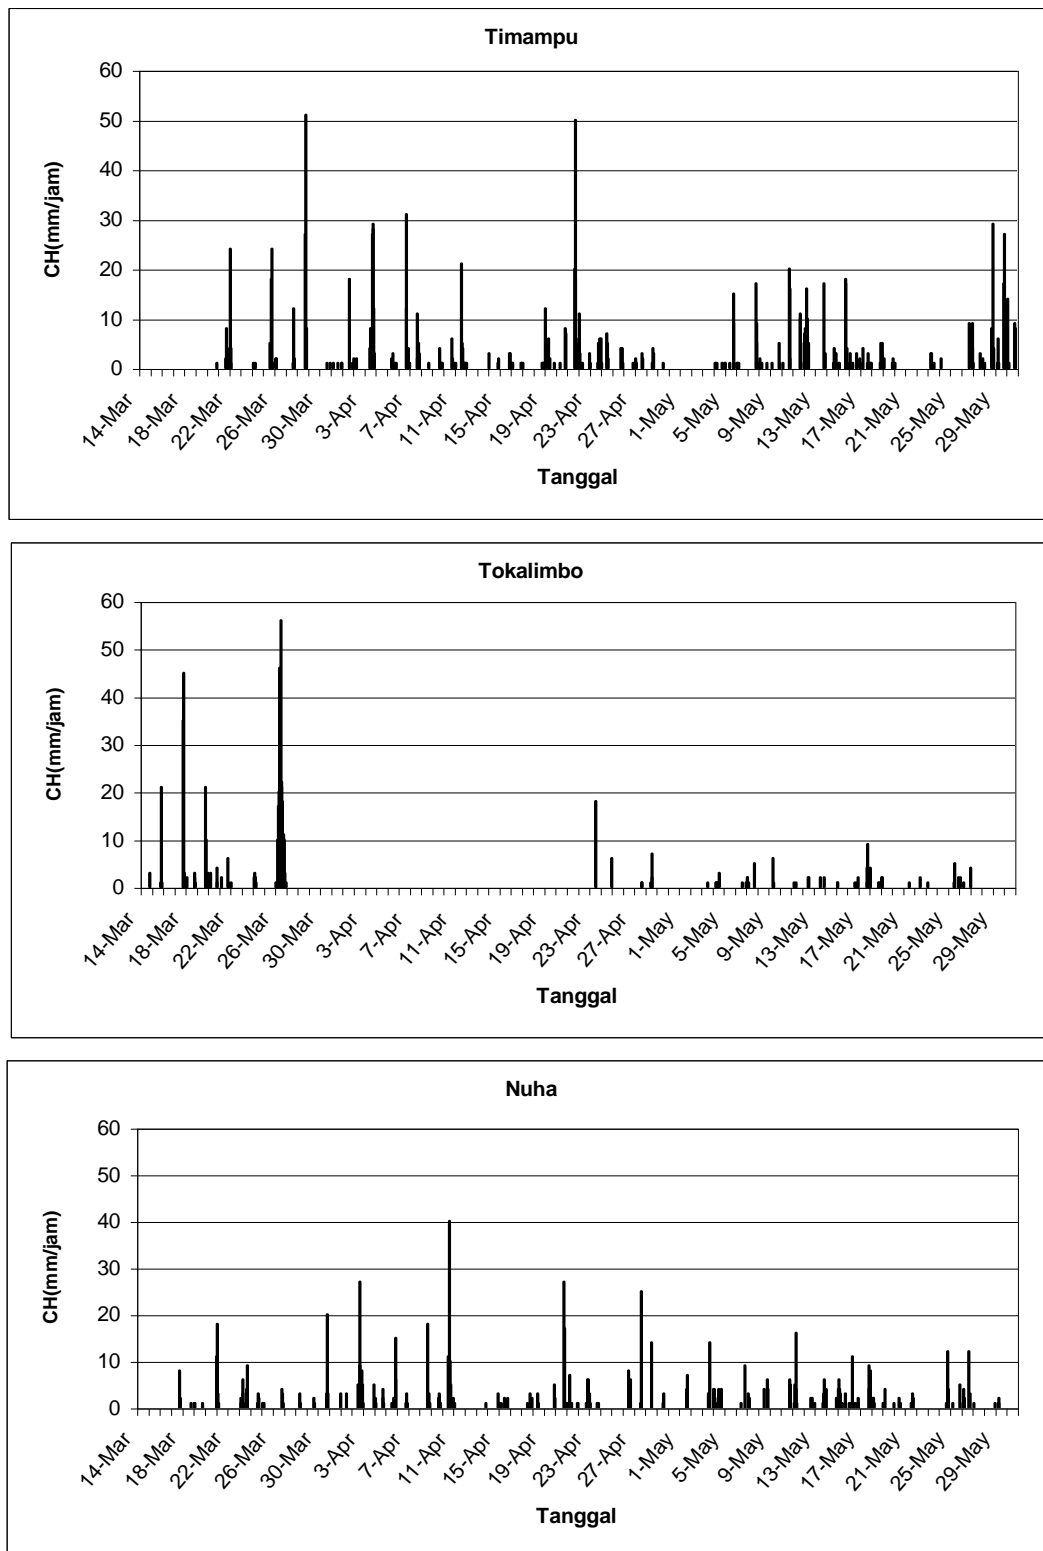 Timampu
60
50
40
30
20
10
0
CH(mm/jam)
14-Mar 18-Mar 22-Mar 26-Mar 30-Mar 3-Apr 7-Apr 11-Apr 15-Apr 19-Apr 23-Apr 27-Apr 1-May 5-May 9-May 13-May 17-May 21-May 25-May 29-May
Tanggal
Tokalimbo
60
50
40
30
20
10
0
CH(mm/jam)
14-Mar 18-Mar 22-Mar 26-Mar 30-Mar 3-Apr 7-Apr 11-Apr 15-Apr 19-Apr 23-Apr 27-Apr 1-May 5-May 9-May 13-May 17-May 21-May 25-May 29-May
Tanggal
Nuha
60
50
40
30
20
10
0
CH(mm/jam)
14-Mar 18-Mar 22-Mar 26-Mar 30-Mar 3-Apr 7-Apr 11-Apr 15-Apr 19-Apr 23-Apr 27-Apr 1-May 5-May 9-May 13-May 17-May 21-May 25-May 29-May
Tanggal